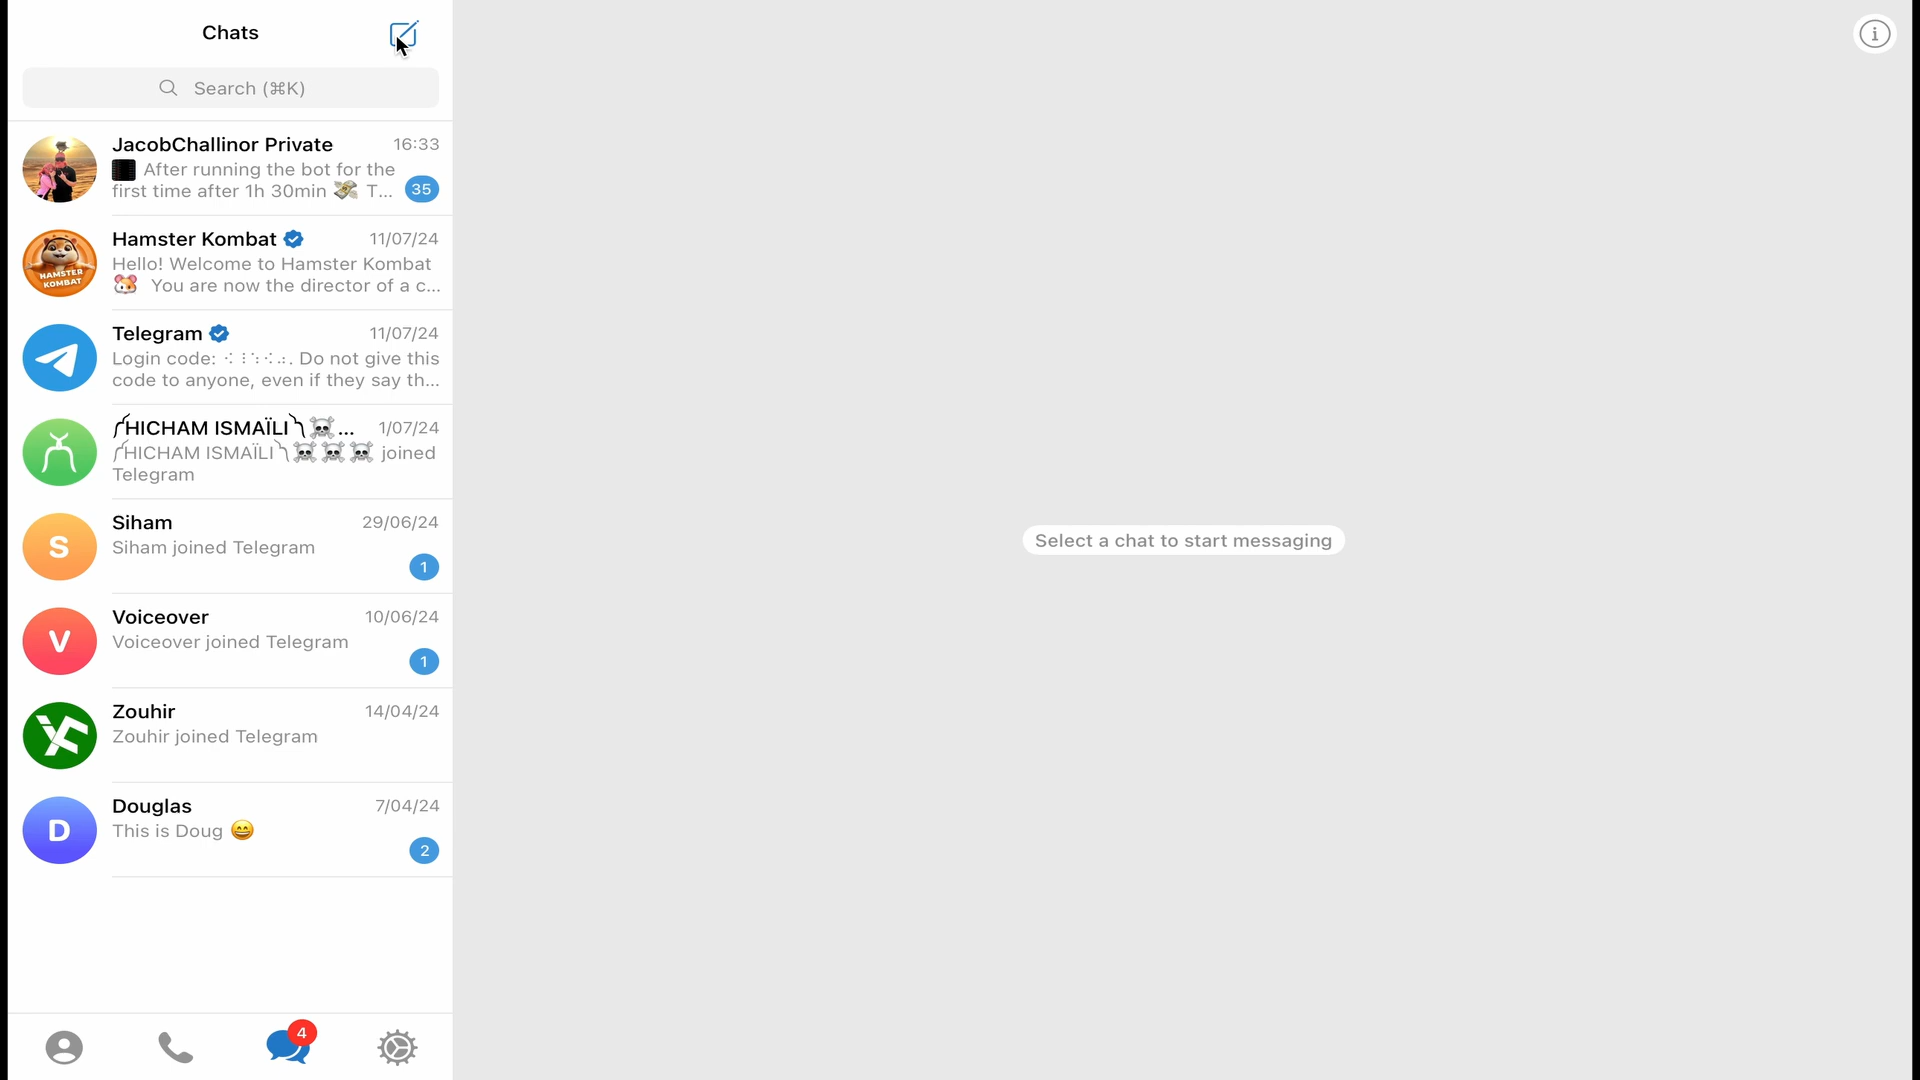 Chats
Search (⌘K)
JacobChallinor Private 16:33
After running the bot for the
first time after 1h 30min 💸 T... 35
HAMSTER
KOMBAT
Hamster Kombat 11/07/24
Hello! Welcome to Hamster Kombat
🐹 You are now the director of a c...
Telegram 11/07/24
Login code: . Do not give this
code to anyone, even if they say th...
HICHAM ISMAÏLI ☠️... 1/07/24
HICHAM ISMAÏLI ☠️☠️☠️ joined
Telegram
S
Siham 29/06/24
Siham joined Telegram
1
V
Voiceover 10/06/24
Voiceover joined Telegram
1
Zouhir 14/04/24
Zouhir joined Telegram
D
Douglas 7/04/24
This is Doug 😄
2
4
Select a chat to start messaging
i